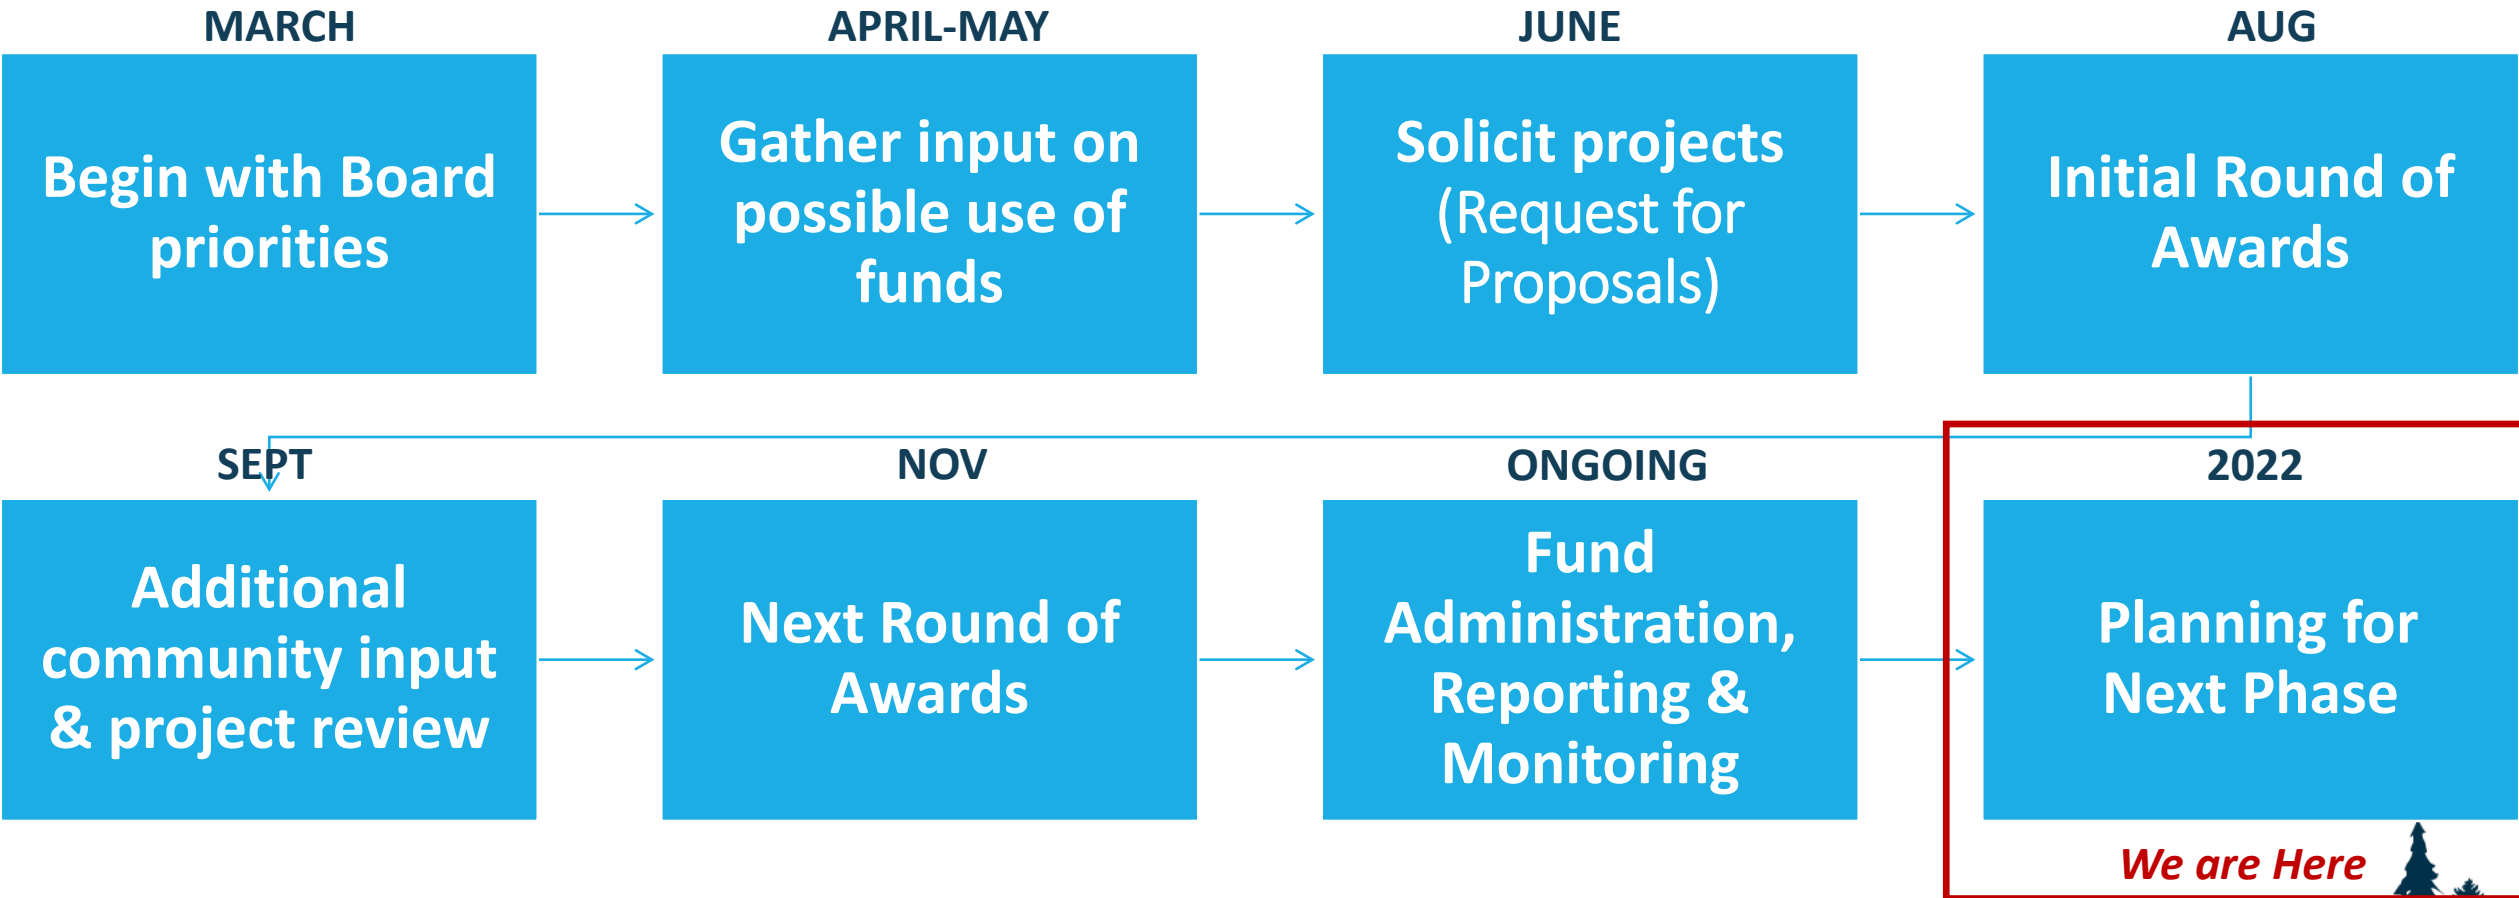 MARCH
Begin with Board
priorities
APRIL-MAY
Gather input on
possible use of
funds
JUNE
Solicit projects
(Request for
Proposals)
AUG
Initial Round of
Awards
SEPT
Additional
community input
& project review
NOV
Next Round of
Awards
ONGOING
Fund
Administration,
Reporting &
Monitoring
2022
Planning for
Next Phase
We are Here